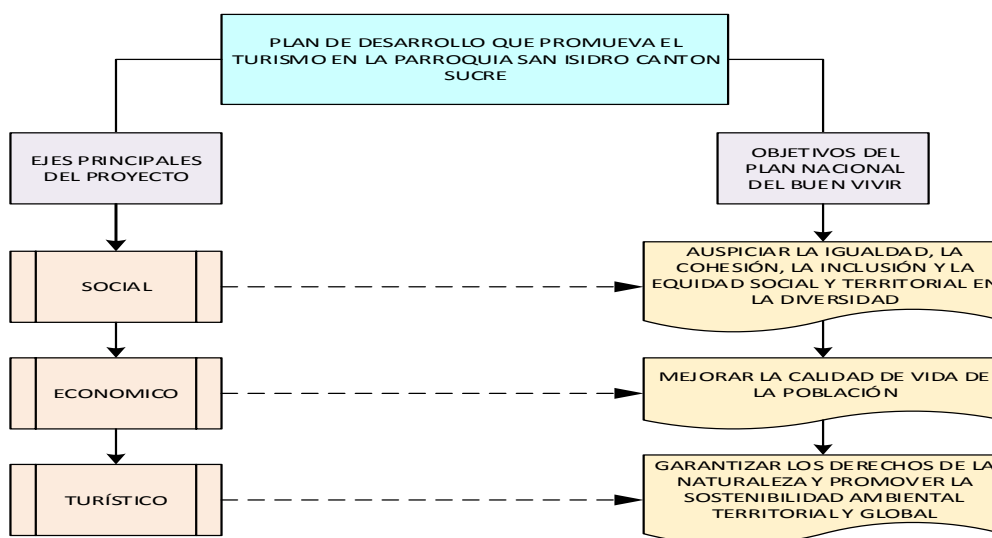 PLAN DE DESARROLLO QUE PROMUEVA EL
TURISMO EN LA PARROQUIA SAN ISIDRO CANTON
SUCRE
EJES PRINCIPALES
DEL PROYECTO
OBJETIVOS DEL
PLAN NACIONAL
DEL BUEN VIVIR
SOCIAL
AUSPICIAR LA IGUALDAD, LA
COHESIÓN, LA INCLUSIÓN Y LA
EQUIDAD SOCIAL Y TERRITORIAL EN
LA DIVERSIDAD
ECONOMICO
MEJORAR LA CALIDAD DE VIDA DE
LA POBLACIÓN
TURÍSTICO
GARANTIZAR LOS DERECHOS DE LA
NATURALEZA Y PROMOVER LA
SOSTENIBILIDAD AMBIENTAL
TERRITORIAL Y GLOBAL